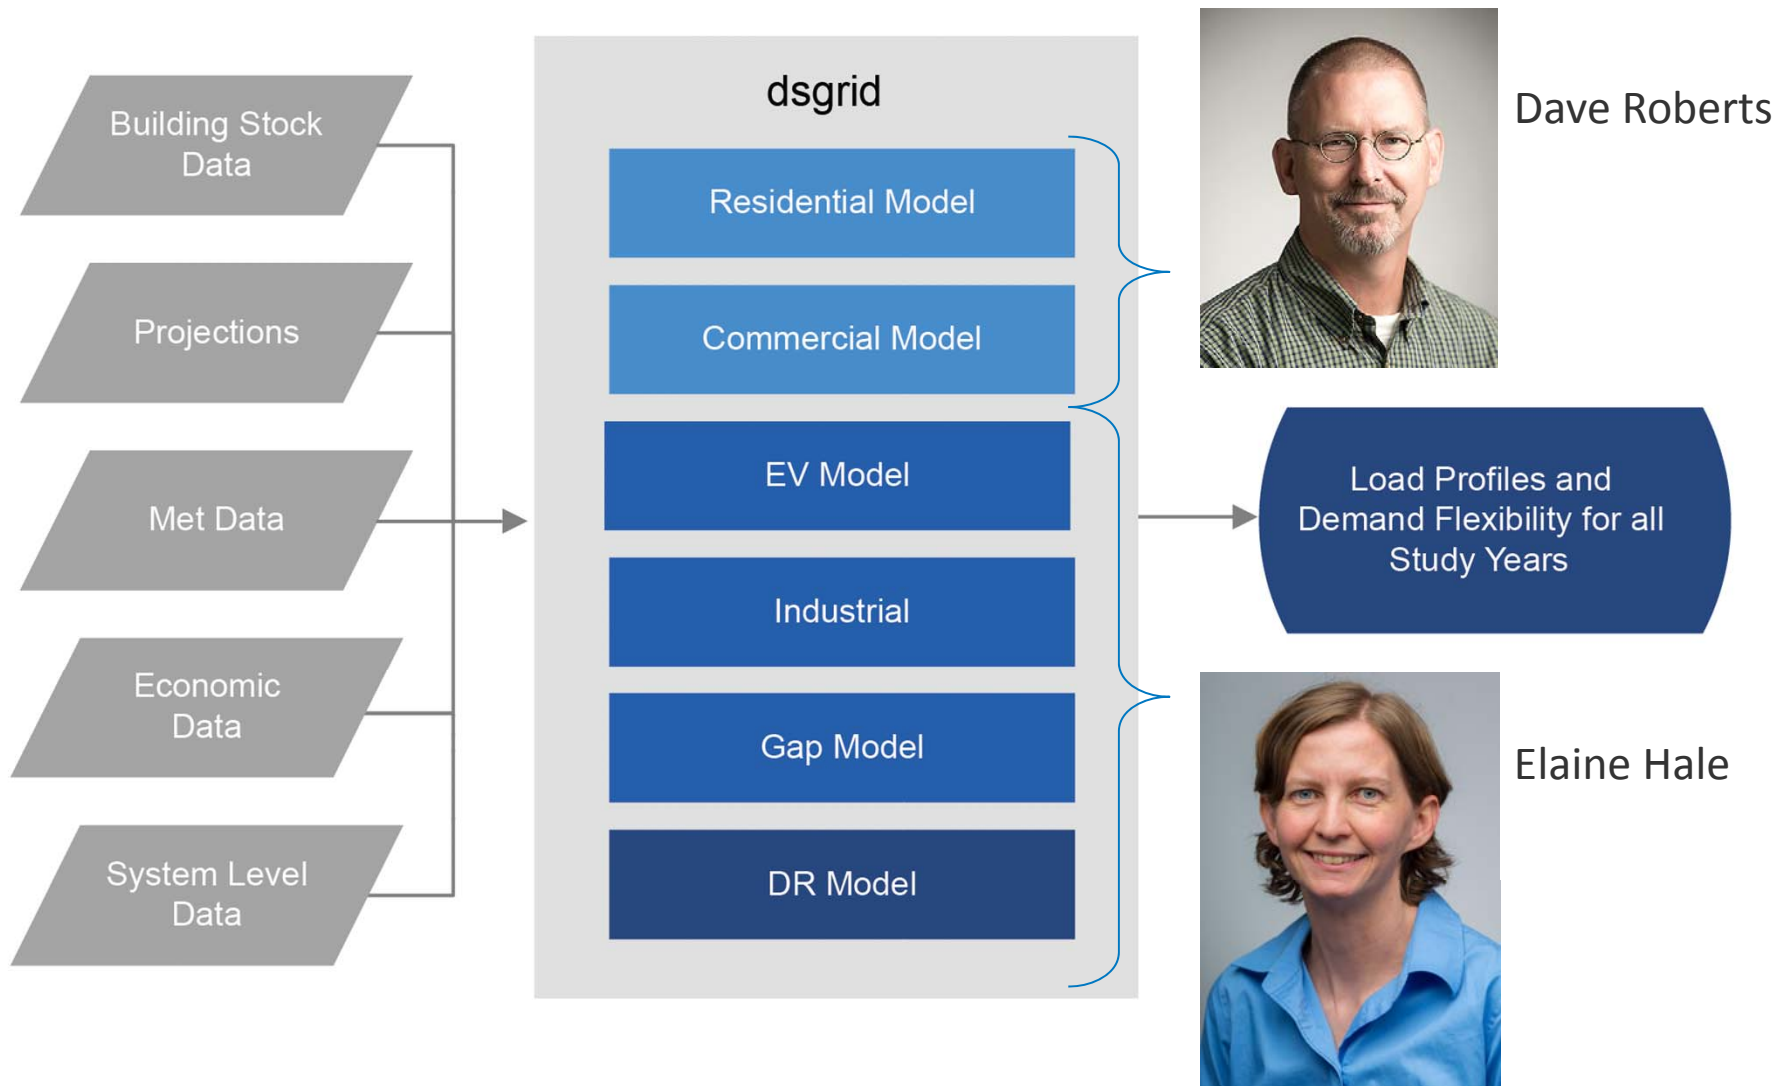 Building Stock
Data
Projections
Met Data
Economic
Data
System Level
Data
dsgrid
Residential Model
Commercial Model
EV Model
Industrial
Gap Model
DR Model
Dave Roberts
Load Profiles and
Demand Flexibility for all
Study Years
Elaine Hale